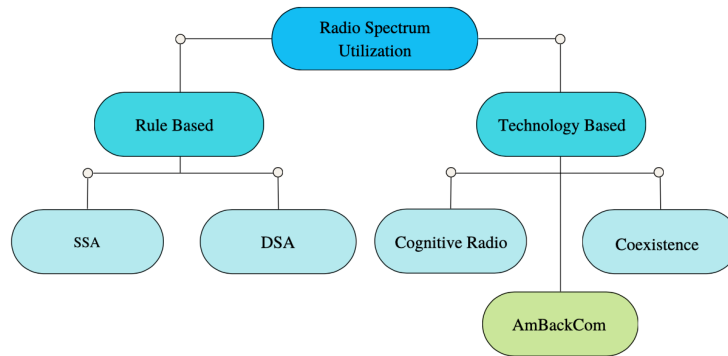 Radio Spectrum
Utilization
Rule Based
Technology Based
SSA
DSA
Cognitive Radio
Coexistence
AmBackCom